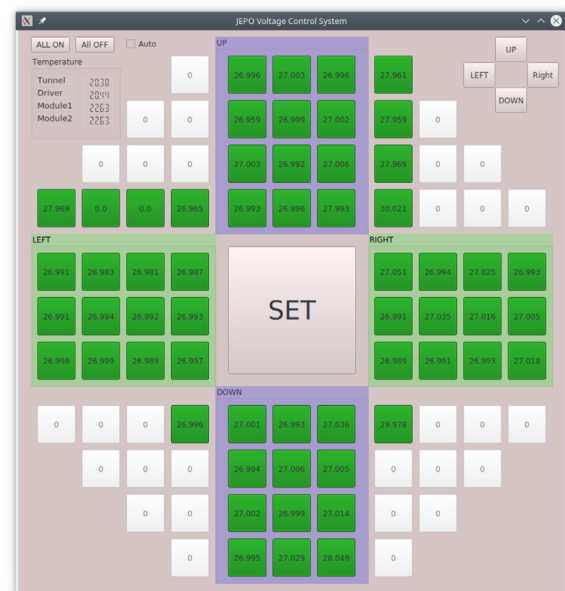 JEPO Voltage Control System
ALL ON All OFF Auto UP UP
Temperature LEFT Right
Tunnel 20.38 DOWN
Driver 20.44
Module1 22.63
Module2 22.63
0 26.996 27.003 26.996 27.961
0 0 26.959 26.999 27.002 27.959 0
0 0 0 27.003 26.992 27.006 27.969 0 0
27.969 0.0 0.0 26.965 26.993 26.996 27.993 30.021 0 0 0
LEFT RIGHT
26.991 26.983 26.981 26.987 27.051 26.994 27.025 26.993
26.991 26.994 26.992 26.993 SET 26.991 27.035 27.016 27.005
26.998 26.999 26.989 26.997 26.989 26.991 26.993 27.018
DOWN
0 0 0 26.996 27.001 26.993 27.036 29.978 0 0 0
0 0 0 26.994 27.006 27.005 0 0 0
0 0 27.002 26.999 27.014 0 0
0 26.995 27.029 28.049 0